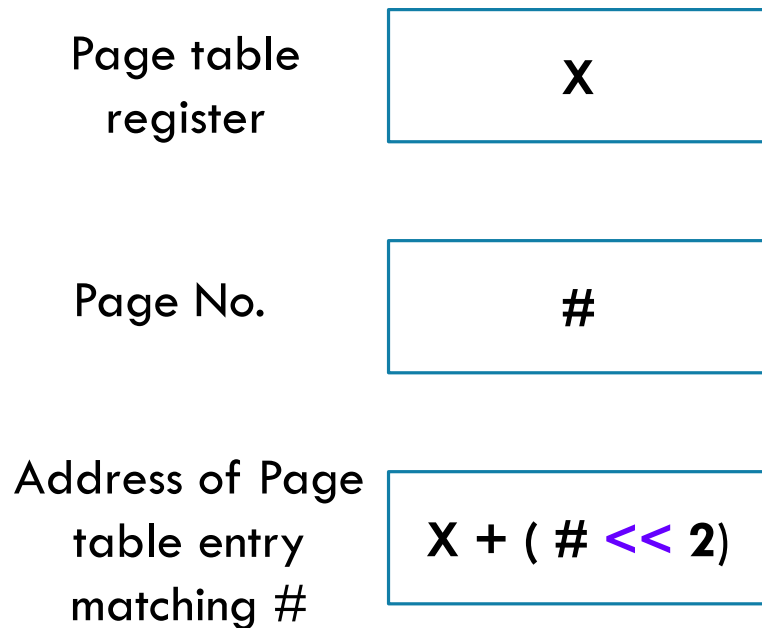 Page table
register
X
Page No.
#
Address of Page
table entry
matching #
X + ( # << 2)